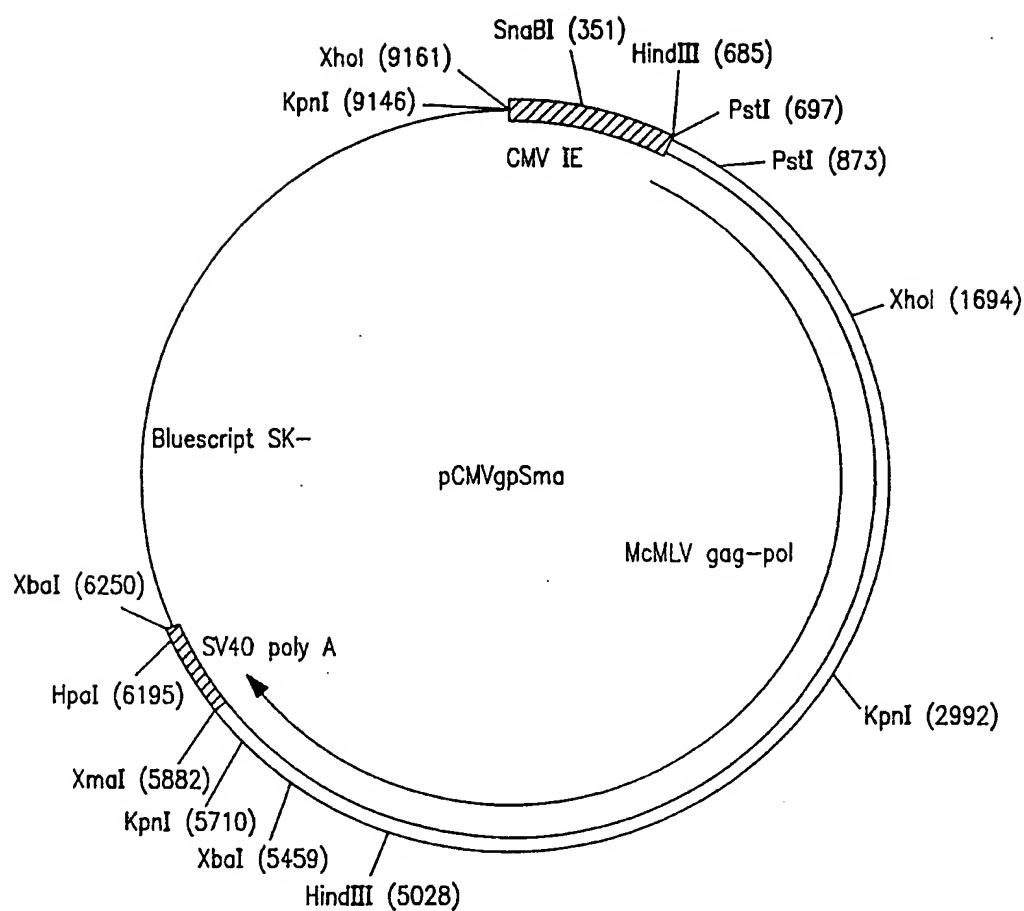 SnaBI (351)
XhoI (9161)
HindIII (685)
KpnI (9146)
PstI (697)
CMV IE
PstI (873)
XhoI (1694)
Bluescript SK-
pCMVgpSma
McMLV gag-pol
XbaI (6250)
SV40 poly A
HpaI (6195)
KpnI (2992)
XmaI (5882)
KpnI (5710)
XbaI (5459)
HindIII (5028)